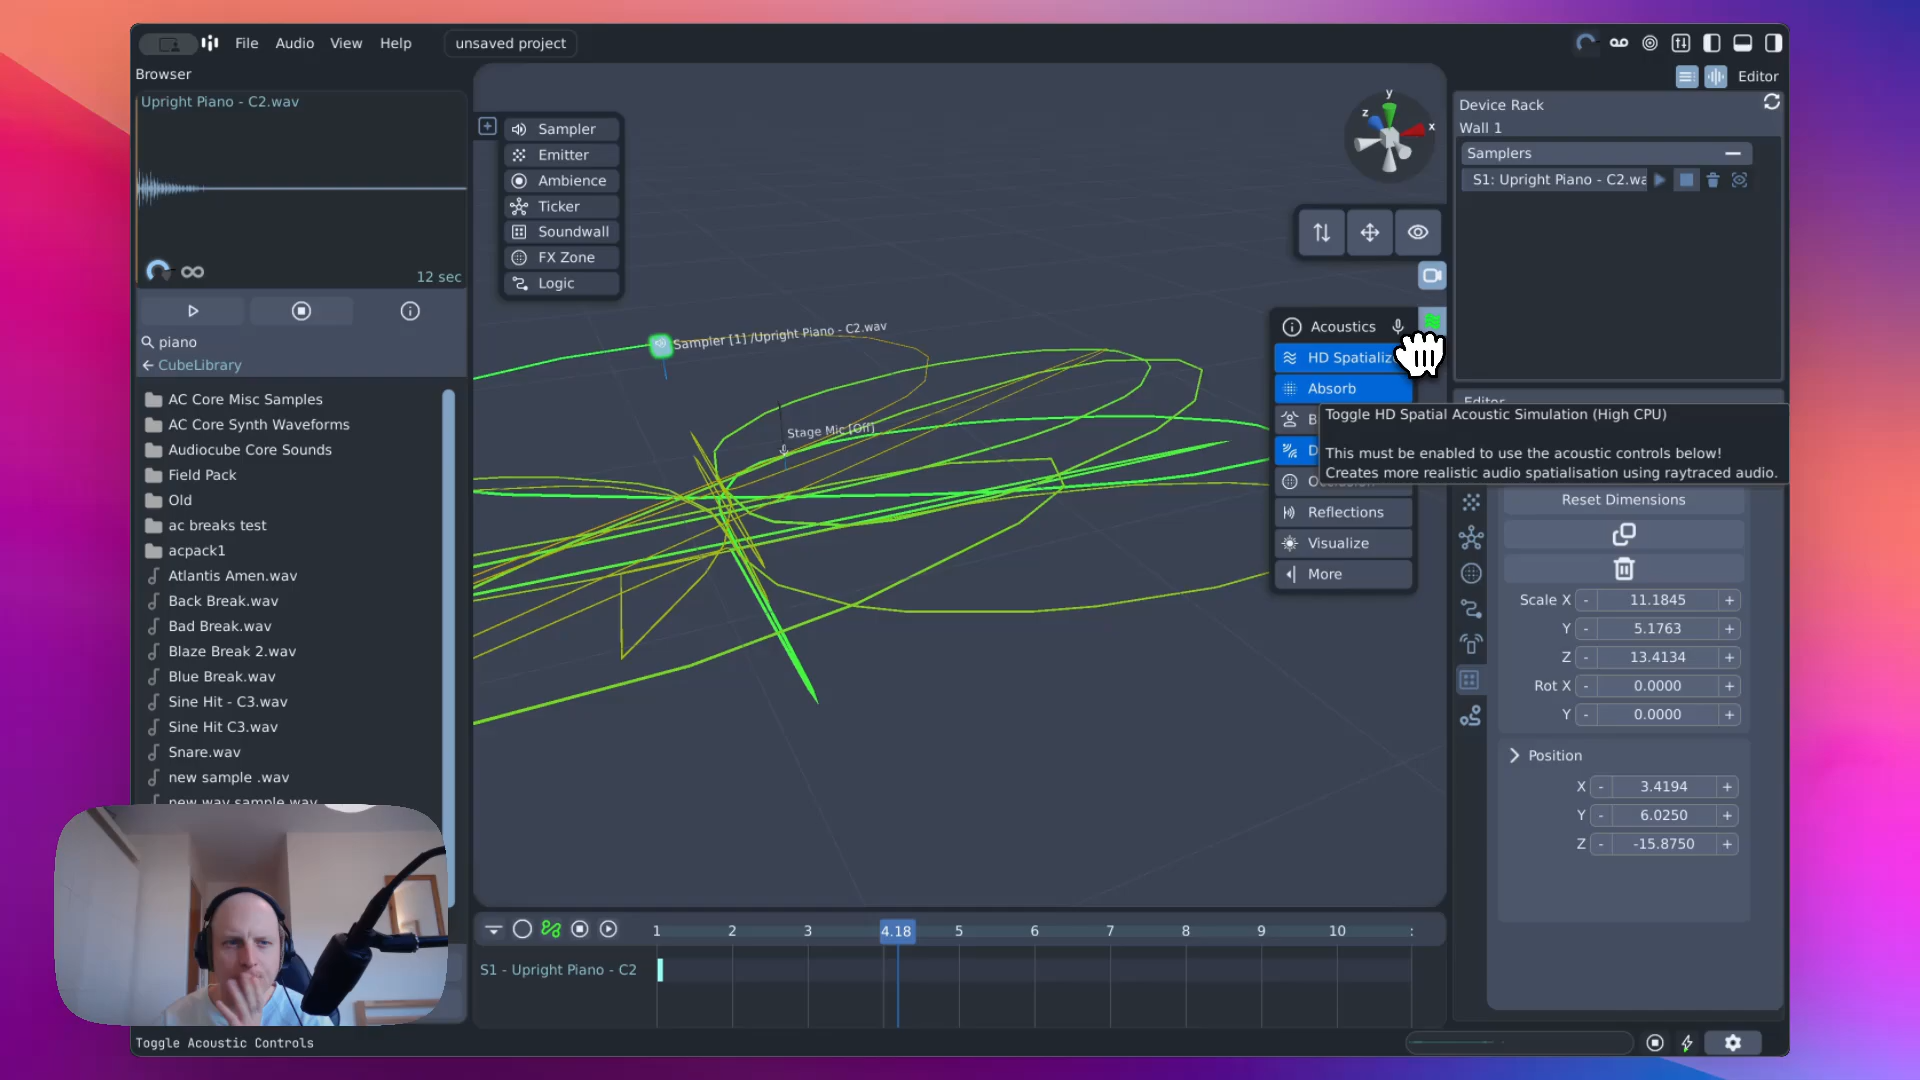 File Audio View Help unsaved project
Browser
Upright Piano - C2.wav
12 sec
piano
CubeLibrary
AC Core Misc Samples
AC Core Synth Waveforms
Audiocube Core Sounds
Field Pack
Old
ac breaks test
acpack1
Atlantis Amen.wav
Back Break.wav
Bad Break.wav
Blaze Break 2.wav
Blue Break.wav
Sine Hit - C3.wav
Sine Hit C3.wav
Snare.wav
new sample .wav
new wav sample.wav
Toggle Acoustic Controls
Sampler
Emitter
Ambience
Ticker
Soundwall
FX Zone
Logic
Sampler [1] /Upright Piano - C2.wav
Stage Mic [Off]
y
z
x
Acoustics
HD Spatializ
Absorb
B
D
Reflections
Visualize
More
Toggle HD Spatial Acoustic Simulation (High CPU)
This must be enabled to use the acoustic controls below!
Creates more realistic audio spatialisation using raytraced audio.
1 2 3 4.18 5 6 7 8 9 10 :
S1 - Upright Piano - C2
Editor
Device Rack
Wall 1
Samplers
S1: Upright Piano - C2.wa
Editor
Reset Dimensions
Scale X - 11.1845 +
Y - 5.1763 +
Z - 13.4134 +
Rot X - 0.0000 +
Y - 0.0000 +
Position
X - 3.4194 +
Y - 6.0250 +
Z - -15.8750 +